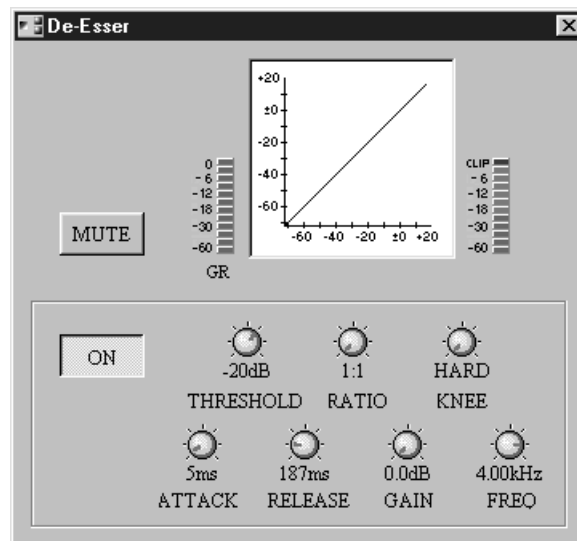 De-Esser
+20
±0
-20
-40
-60
-60 -40 -20 ±0 +20
0
-6
-12
-18
-30
-60
GR
CLIP
-6
-12
-18
-30
-60
MUTE
ON
-20dB 1:1 HARD
THRESHOLD RATIO KNEE
5ms 187ms 0.0dB 4.00kHz
ATTACK RELEASE GAIN FREQ